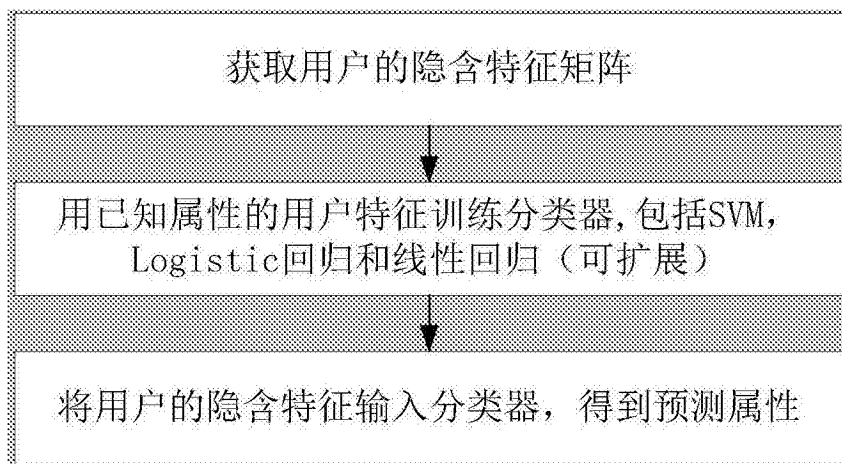 获取用户的隐含特征矩阵
用已知属性的用户特征训练分类器,包括SVM，
Logistic回归和线性回归（可扩展）
将用户的隐含特征输入分类器，得到预测属性